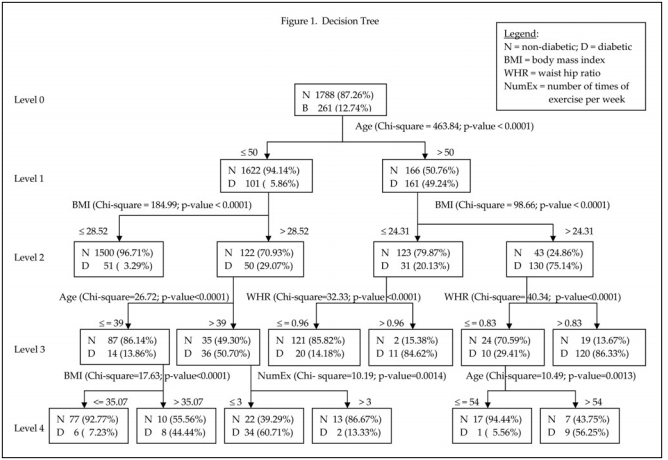 Figure 1. Decision Tree
Legend:
N = non-diabetic; D = diabetic
BMI = body mass index
WHR = waist hip ratio
NumEx = number of times of
exercise per week
Level 0
N 1788 (87.26%)
B 261 (12.74%)
Age (Chi-square = 463.84; p-value < 0.0001)
≤ 50
> 50
Level 1
N 1622 (94.14%)
D 101 ( 5.86%)
N 166 (50.76%)
D 161 (49.24%)
BMI (Chi-square = 184.99; p-value < 0.0001)
BMI (Chi-square = 98.66; p-value < 0.0001)
≤ 28.52
> 28.52
≤ 24.31
> 24.31
Level 2
N 1500 (96.71%)
D 51 ( 3.29%)
N 122 (70.93%)
D 50 (29.07%)
N 123 (79.87%)
D 31 (20.13%)
N 43 (24.86%)
D 130 (75.14%)
Age (Chi-square=26.72; p-value<0.0001)
WHR (Chi-square=32.33; p-value<0.0001)
WHR (Chi-square= 40.34; p-value<0.0001)
≤ = 39
> 39
≤ = 0.96
> 0.96
≤ = 0.83
> 0.83
Level 3
N 87 (86.14%)
D 14 (13.86%)
N 35 (49.30%)
D 36 (50.70%)
N 121 (85.82%)
D 20 (14.18%)
N 2 (15.38%)
D 11 (84.62%)
N 24 (70.59%)
D 10 (29.41%)
N 19 (13.67%)
D 120 (86.33%)
BMI (Chi-square=17.63; p-value<0.0001)
NumEx (Chi- square=10.19; p-value=0.0014)
Age (Chi-square=10.49; p-value=0.0013)
<= 35.07
> 35.07
≤ 3
> 3
≤ = 54
> 54
Level 4
N 77 (92.77%)
D 6 ( 7.23%)
N 10 (55.56%)
D 8 (44.44%)
N 22 (39.29%)
D 34 (60.71%)
N 13 (86.67%)
D 2 (13.33%)
N 17 (94.44%)
D 1 ( 5.56%)
N 7 (43.75%)
D 9 (56.25%)